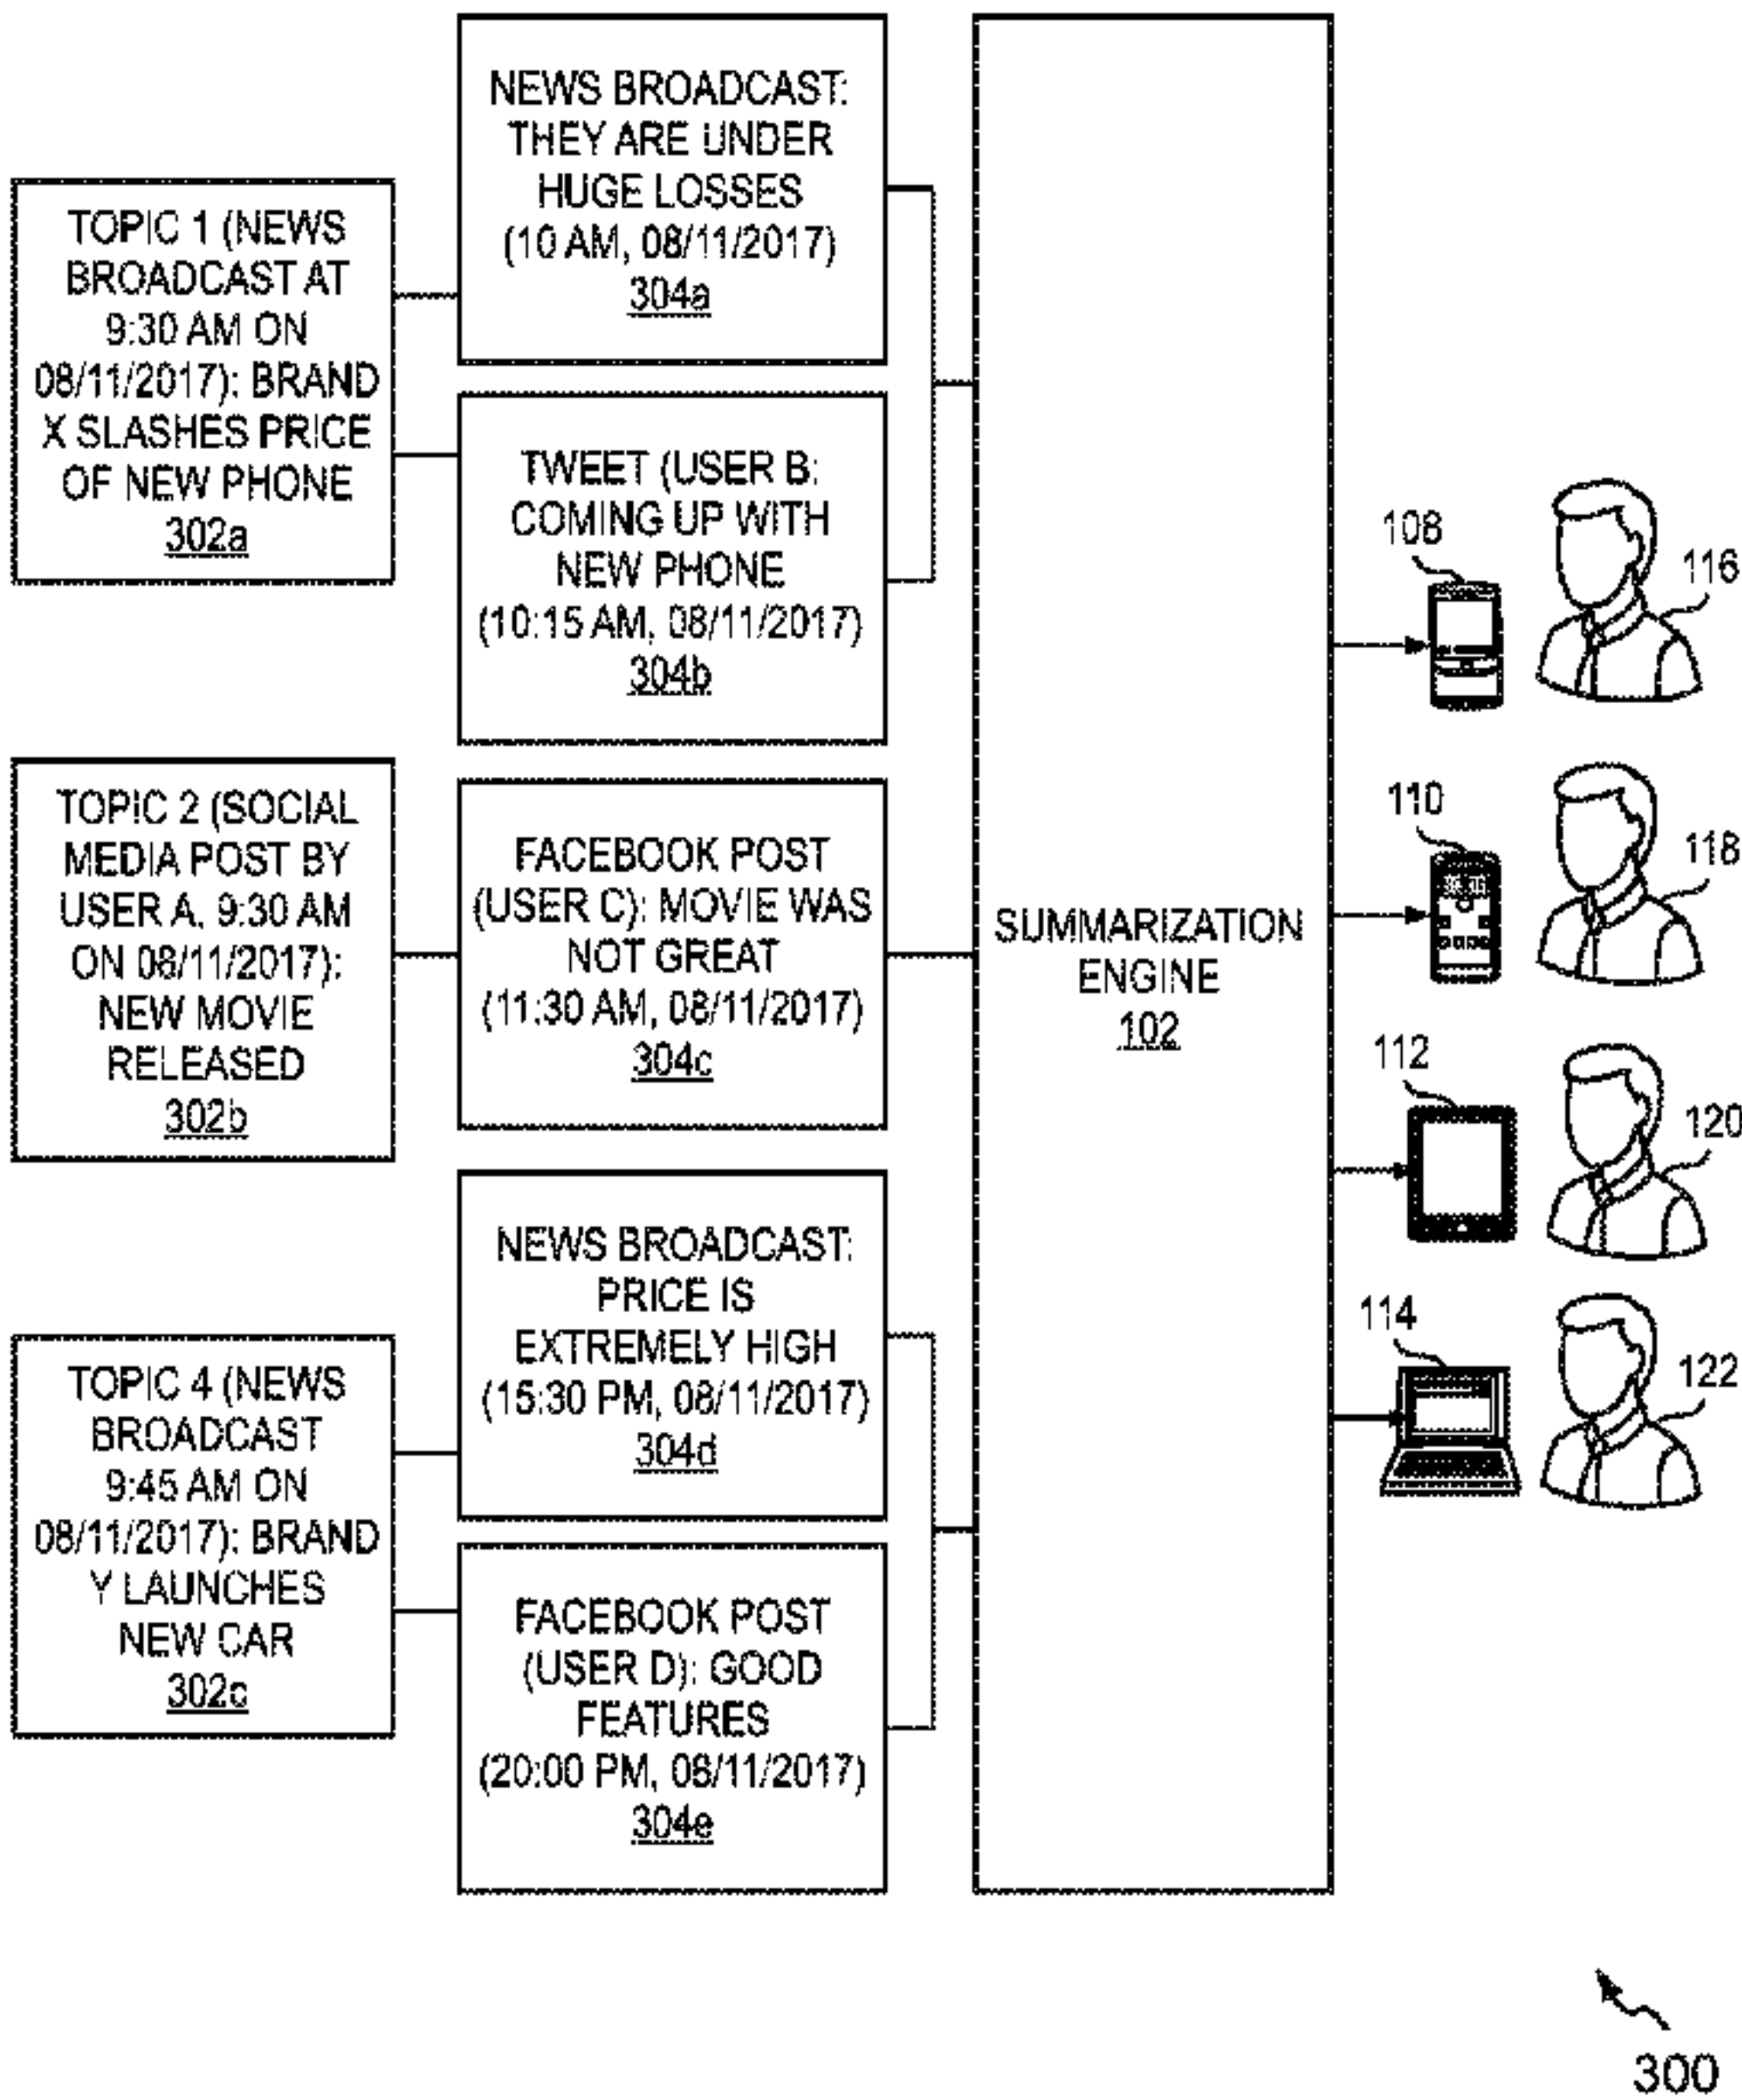 NEWS BROADCAST:
THEY ARE UNDER
HUGE LOSSES
(10 AM, 08/11/2017)
304a
TOPIC 1 (NEWS
BROADCAST AT
9:30 AM ON
08/11/2017): BRAND
X SLASHES PRICE
OF NEW PHONE
302a
TWEET (USER B:
COMING UP WITH
NEW PHONE
(10:15 AM, 08/11/2017)
304b
TOPIC 2 (SOCIAL
MEDIA POST BY
USER A, 9:30 AM
ON 08/11/2017):
NEW MOVIE
RELEASED
302b
FACEBOOK POST
(USER C): MOVIE WAS
NOT GREAT
(11:30 AM, 08/11/2017)
304c
NEWS BROADCAST:
PRICE IS
EXTREMELY HIGH
(15:30 PM, 08/11/2017)
304d
TOPIC 4 (NEWS
BROADCAST
9:45 AM ON
08/11/2017): BRAND
Y LAUNCHES
NEW CAR
302c
FACEBOOK POST
(USER D): GOOD
FEATURES
(20:00 PM, 08/11/2017)
304e
SUMMARIZATION
ENGINE
102
108
116
110
118
112
120
114
122
300